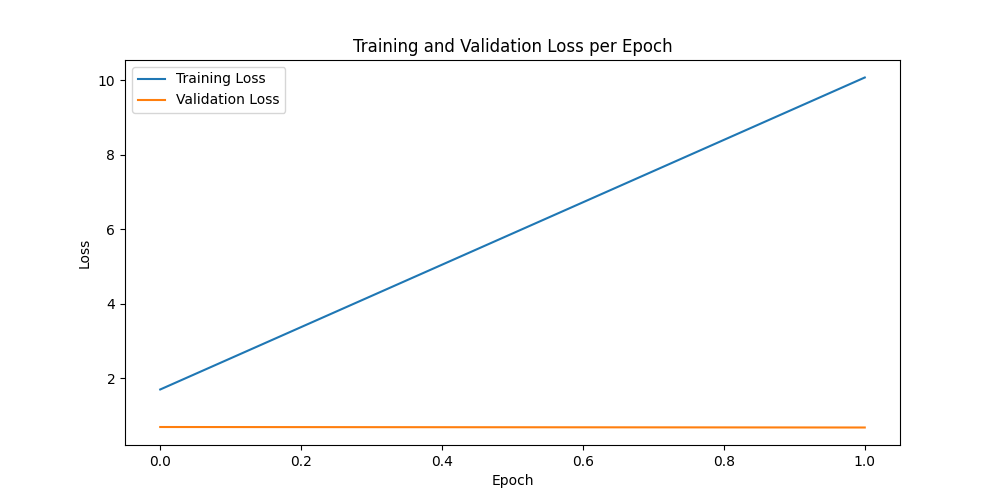 Training and Validation Loss per Epoch
Training Loss
Validation Loss
Loss
10
8
6
4
2
0.0 0.2 0.4 0.6 0.8 1.0
Epoch